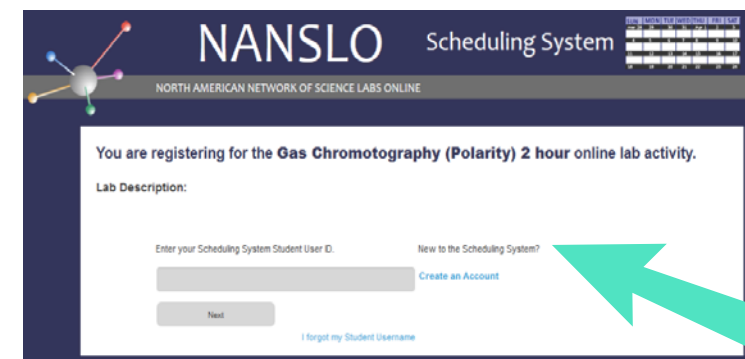 NANSLO Scheduling System
NORTH AMERICAN NETWORK OF SCIENCE LABS ONLINE
You are registering for the Gas Chromotography (Polarity) 2 hour online lab activity.
Lab Description:
Enter your Scheduling System Student User ID. New to the Scheduling System?
Create an Account
Next
I forgot my Student Username